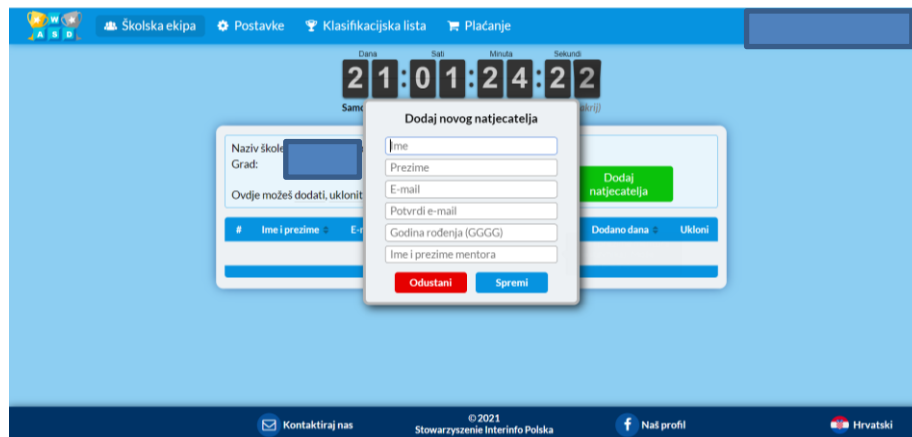 W
A S D
Školska ekipa Postavke Klasifikacijska lista Plaćanje
Dana Sati Minuta Sekundi
21:01:24:22
Dodaj novog natjecatelja
Naziv škole
Ime
Grad:
Prezime
E-mail
Dodaj natjecatelja
Ovdje možeš dodati, uklonit
Potvrdi e-mail
# Ime i prezime
Godina rođenja (GGGG)
Dodano dana Ukloni
Ime i prezime mentora
Odustani Spremi
Kontaktiraj nas
© 2021
Stowarzyszenie Interinfo Polska
Naš profil
Hrvatski